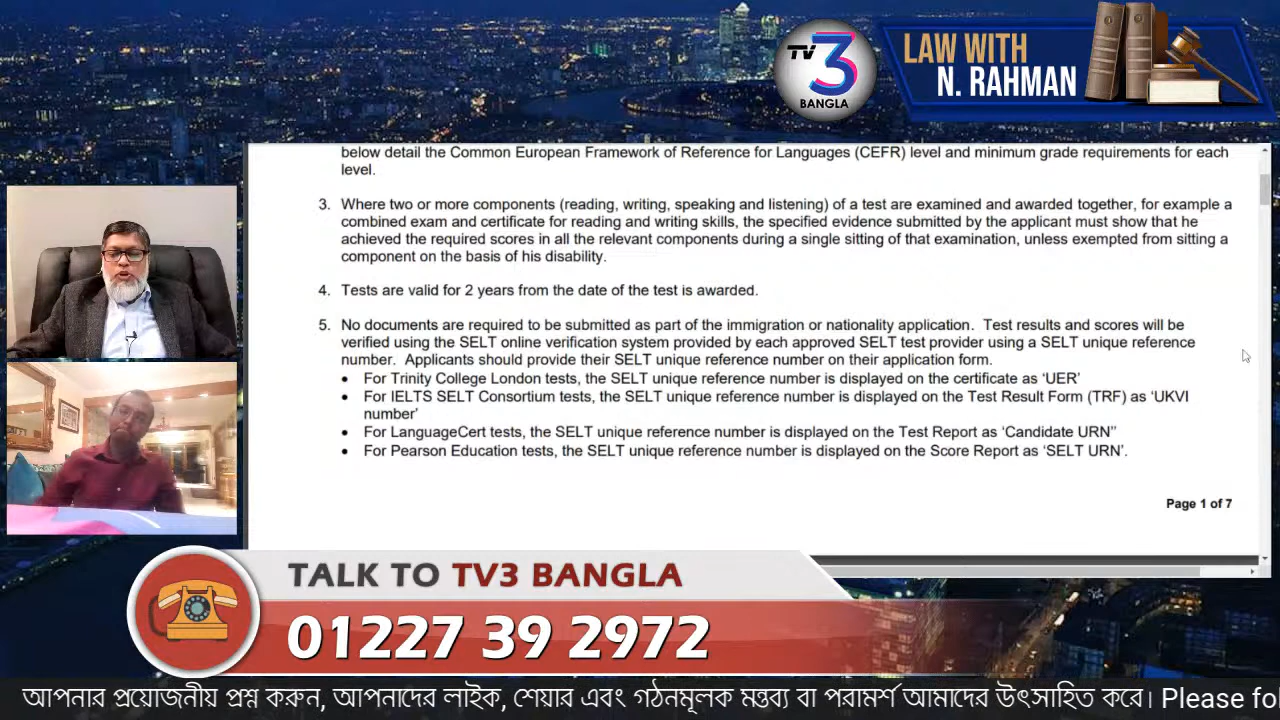 TV3
BANGLA
LAW WITH
N. RAHMAN
below detail the Common European Framework of Reference for Languages (CEFR) level and minimum grade requirements for each
level.
3. Where two or more components (reading, writing, speaking and listening) of a test are examined and awarded together, for example a
combined exam and certificate for reading and writing skills, the specified evidence submitted by the applicant must show that he
achieved the required scores in all the relevant components during a single sitting of that examination, unless exempted from sitting a
component on the basis of his disability.
4. Tests are valid for 2 years from the date of the test is awarded.
5. No documents are required to be submitted as part of the immigration or nationality application. Test results and scores will be
verified using the SELT online verification system provided by each approved SELT test provider using a SELT unique reference
number. Applicants should provide their SELT unique reference number on their application form.
• For Trinity College London tests, the SELT unique reference number is displayed on the certificate as ‘UER’
• For IELTS SELT Consortium tests, the SELT unique reference number is displayed on the Test Result Form (TRF) as ‘UKVI
number’
• For LanguageCert tests, the SELT unique reference number is displayed on the Test Report as ‘Candidate URN”
• For Pearson Education tests, the SELT unique reference number is displayed on the Score Report as ‘SELT URN’.
Page 1 of 7
TALK TO TV3 BANGLA
01227 39 2972
আপনার প্রয়োজনীয় প্রশ্ন করুন, আপনাদের লাইক, শেয়ার এবং গঠনমূলক মন্তব্য বা পরামর্শ আমাদের উৎসাহিত করে। Please fo